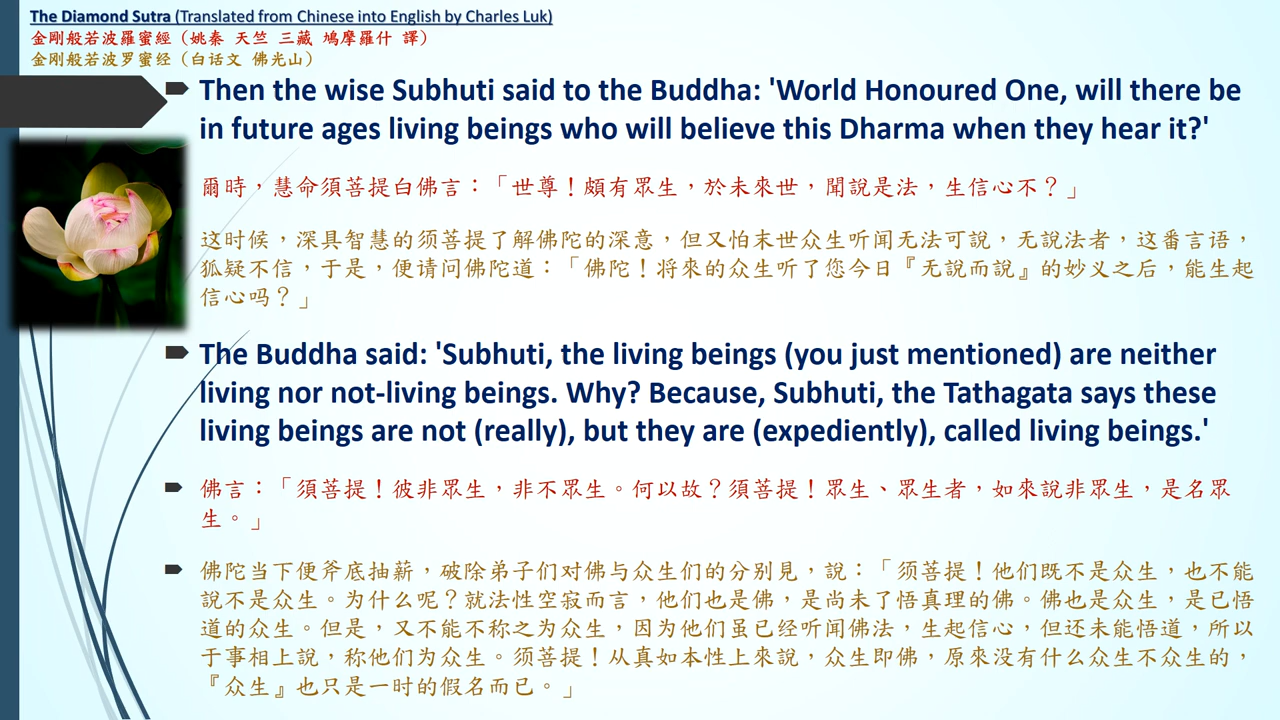 The Diamond Sutra (Translated from Chinese into English by Charles Luk)
金剛般若波羅蜜經（姚秦 天竺 三藏 鳩摩羅什 譯）
金刚般若波罗蜜经（白话文 佛光山）
Then the wise Subhuti said to the Buddha: 'World Honoured One, will there be
in future ages living beings who will believe this Dharma when they hear it?'
爾時，慧命須菩提白佛言：「世尊！頗有眾生，於未來世，聞說是法，生信心不？」
这时候，深具智慧的须菩提了解佛陀的深意，但又怕末世众生听闻无法可說，无說法者，这番言语，
狐疑不信，于是，便请问佛陀道：「佛陀！将來的众生听了您今日『无說而說』的妙义之后，能生起
信心吗？」
The Buddha said: 'Subhuti, the living beings (you just mentioned) are neither
living nor not-living beings. Why? Because, Subhuti, the Tathagata says these
living beings are not (really), but they are (expediently), called living beings.'
佛言：「須菩提！彼非眾生，非不眾生。何以故？須菩提！眾生、眾生者，如來說非眾生，是名眾
生。」
佛陀当下便斧底抽薪，破除弟子们对佛与众生们的分别見，說：「须菩提！他们既不是众生，也不能
說不是众生。为什么呢？就法性空寂而言，他们也是佛，是尚未了悟真理的佛。佛也是众生，是已悟
道的众生。但是，又不能不称之为众生，因为他们虽已经听闻佛法，生起信心，但还未能悟道，所以
于事相上說，称他们为众生。须菩提！从真如本性上來說，众生即佛，原來没有什么众生不众生的，
『众生』也只是一时的假名而已。」